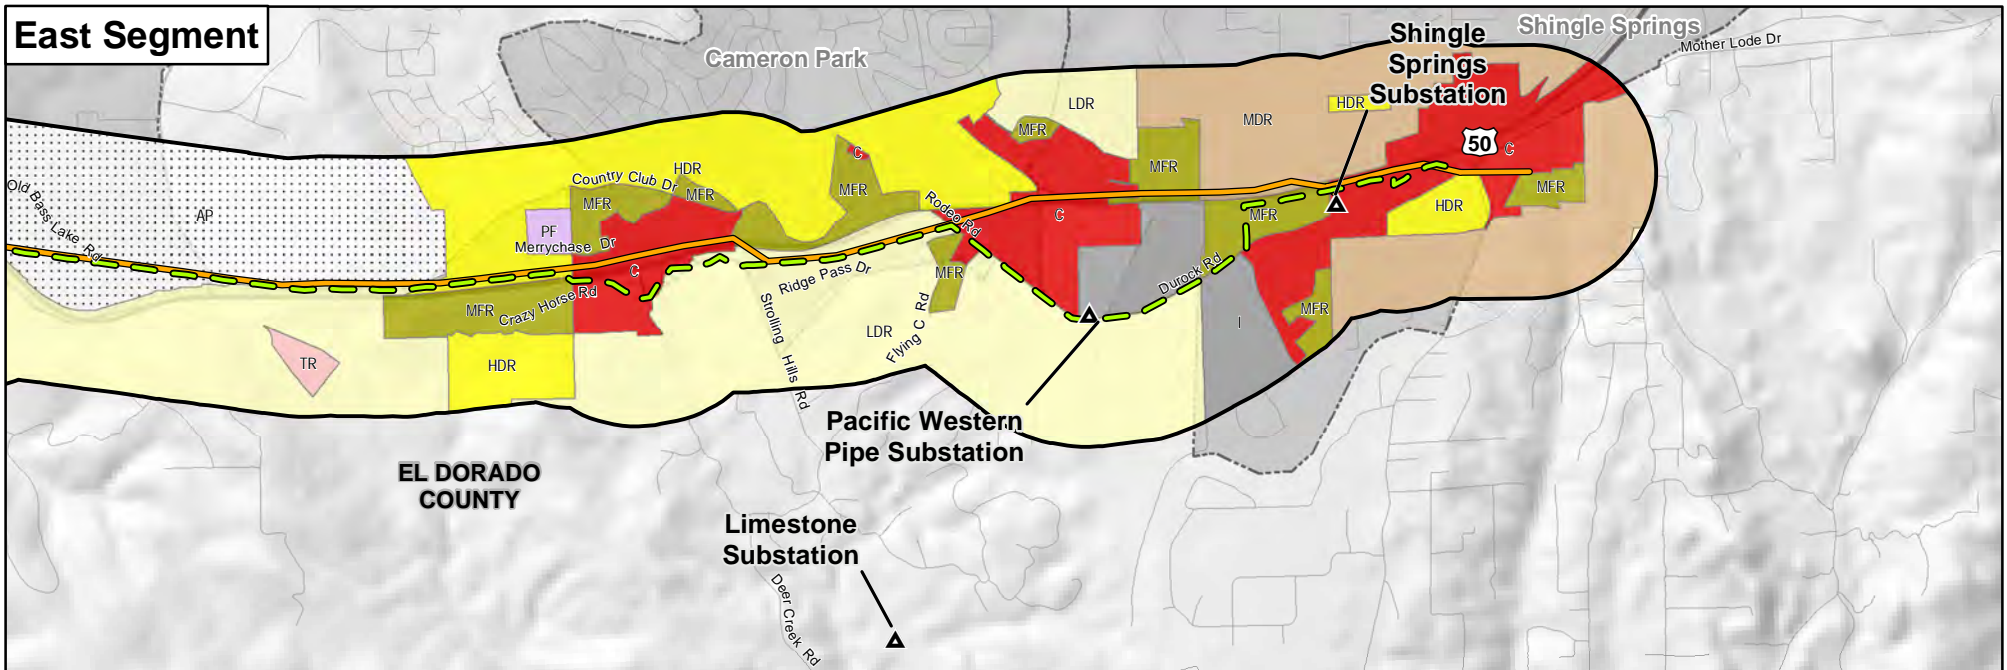 East Segment
Cameron Park
Shingle Springs
Mother Lode Dr
Shingle
Springs
Substation
50
LDR
HDR
MDR
MFR
C
HDR
MFR
C
Country Club Dr
MFR
MFR
MFR
MFR
AP
Old Bass Lake Rd
PF
Merrychase Dr
Rodeo Rd
C
MFR
HDR
C
Ridge Pass Dr
MFR
Durock Rd
MFR
Crazy Horse Rd
MFR
Strolling Hills Rd
LDR
Flying C Rd
I
TR
HDR
Pacific Western
Pipe Substation
EL DORADO
COUNTY
Limestone
Substation
Deer Creek Rd